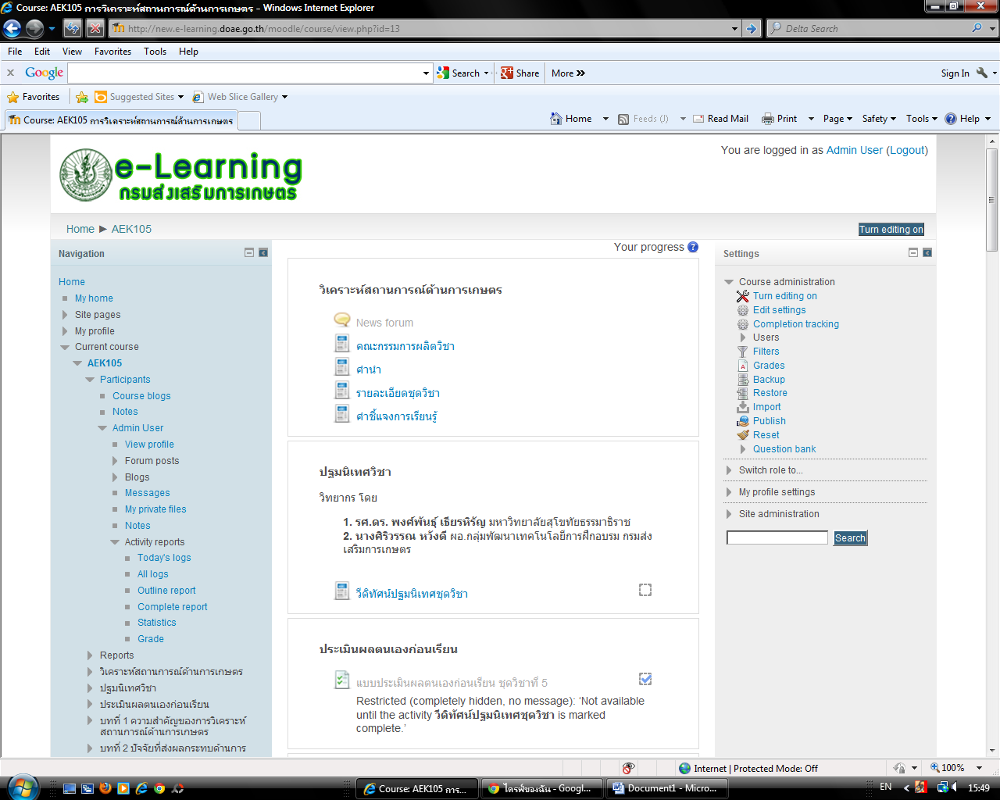 Course: AEK105 การวิเคราะห์สถานการณ์ด้านการเกษตร - Windows Internet Explorer
http://new.e-learning.doae.go.th/moodle/course/view.php?id=13
Delta Search
File Edit View Favorites Tools Help
x Google Search Share More Sign In
Favorites Suggested Sites Web Slice Gallery
Course: AEK105 การวิเคราะห์สถานการณ์ด้านการเกษตร
Home Feeds (J) Read Mail Print Page Safety Tools Help
You are logged in as Admin User (Logout)
e-Learning
กรมส่งเสริมการเกษตร
Home ► AEK105
Turn editing on
Navigation
Home
My home
Site pages
My profile
Current course
AEK105
Participants
Course blogs
Notes
Admin User
View profile
Forum posts
Blogs
Messages
My private files
Notes
Activity reports
Today's logs
All logs
Outline report
Complete report
Statistics
Grade
Reports
วิเคราะห์สถานการณ์ด้านการเกษตร
ปฐมนิเทศวิชา
ประเมินผลตนเองก่อนเรียน
บทที่ 1 ความสำคัญของการวิเคราะห์
สถานการณ์ด้านการเกษตร
บทที่ 2 ปัจจัยที่ส่งผลกระทบด้านการ
Your progress
วิเคราะห์สถานการณ์ด้านการเกษตร
News forum
คณะกรรมการผลิตวิชา
คำนำ
รายละเอียดชุดวิชา
คำชี้แจงการเรียนรู้
ปฐมนิเทศวิชา
วิทยากร โดย
1. รศ.ดร. พงศ์พันธุ์ เธียรหิรัญ มหาวิทยาลัยสุโขทัยธรรมาธิราช
2. นางศิริวรรณ หวังดี ผอ.กลุ่มพัฒนาเทคโนโลยีการฝึกอบรม กรมส่ง
เสริมการเกษตร
วีดิทัศน์ปฐมนิเทศชุดวิชา
ประเมินผลตนเองก่อนเรียน
แบบประเมินผลตนเองก่อนเรียน ชุดวิชาที่ 5
Restricted (completely hidden, no message): ‘Not available
until the activity วีดิทัศน์ปฐมนิเทศชุดวิชา is marked
complete.’
Settings
Course administration
Turn editing on
Edit settings
Completion tracking
Users
Filters
Grades
Backup
Restore
Import
Publish
Reset
Question bank
Switch role to...
My profile settings
Site administration
Search
Internet | Protected Mode: Off
100%
Course: AEK105 การ...
ไดรฟ์ของฉัน - Googl...
Document1 - Micro...
EN
15:49